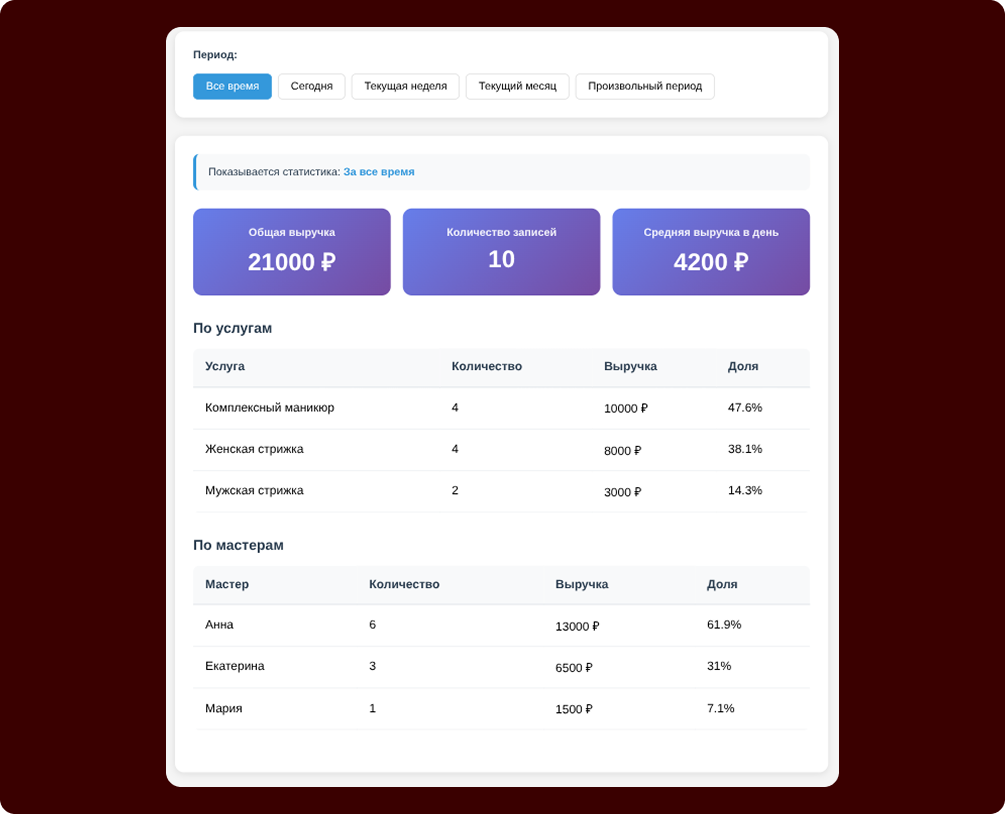 Период:
Все время Сегодня Текущая неделя Текущий месяц Произвольный период
Показывается статистика: За все время
Общая выручка Количество записей Средняя выручка в день
21000 ₽ 10 4200 ₽
По услугам
Услуга Количество Выручка Доля
Комплексный маникюр 4 10000 ₽ 47.6%
Женская стрижка 4 8000 ₽ 38.1%
Мужская стрижка 2 3000 ₽ 14.3%
По мастерам
Мастер Количество Выручка Доля
Анна 6 13000 ₽ 61.9%
Екатерина 3 6500 ₽ 31%
Мария 1 1500 ₽ 7.1%